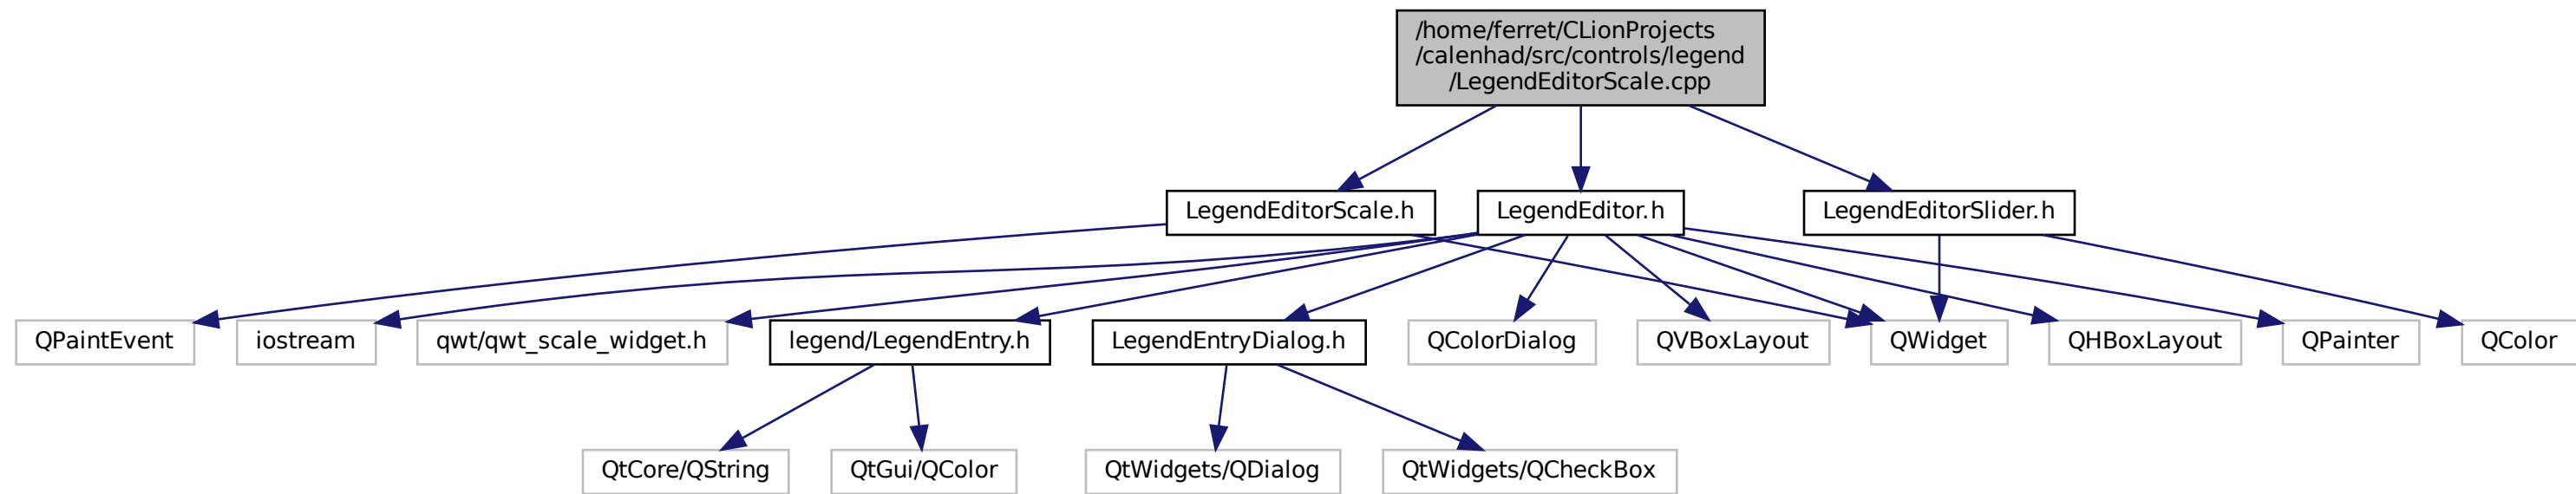 /home/ferret/CLionProjects
/calenhad/src/controls/legend
/LegendEditorScale.cpp
LegendEditorScale.h
LegendEditor.h
LegendEditorSlider.h
QPaintEvent
iostream
qwt/qwt_scale_widget.h
legend/LegendEntry.h
LegendEntryDialog.h
QColorDialog
QVBoxLayout
QWidget
QHBoxLayout
QPainter
QColor
QtCore/QString
QtGui/QColor
QtWidgets/QDialog
QtWidgets/QCheckBox